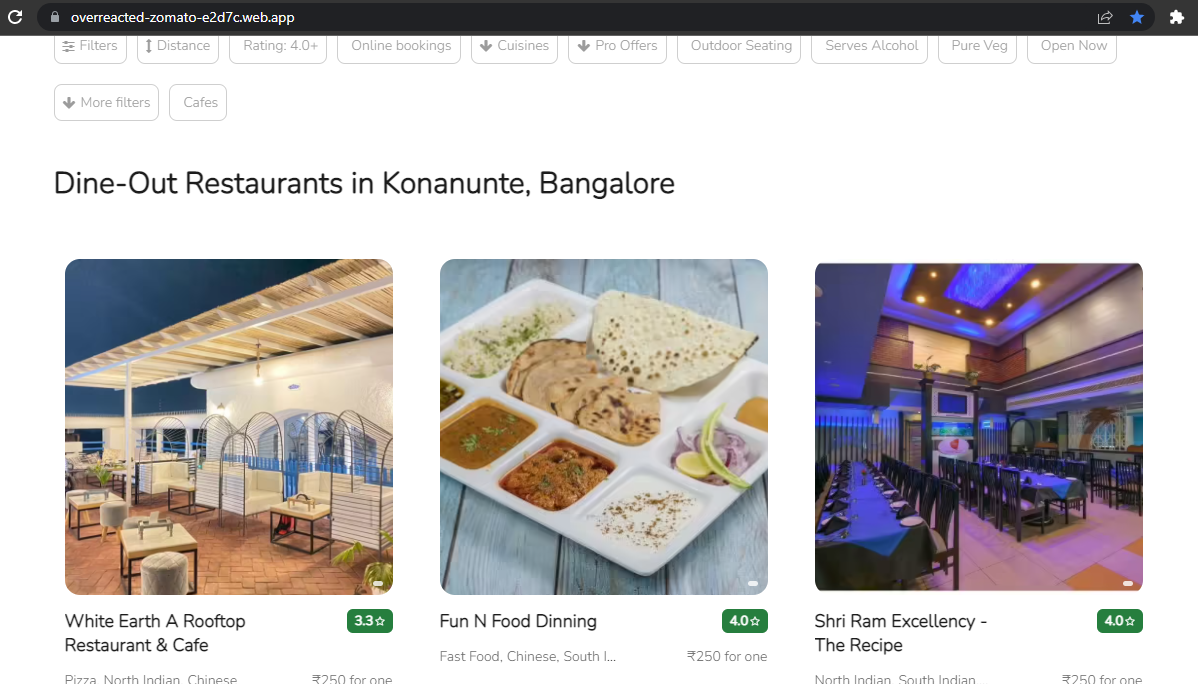 overreacted-zomato-e2d7c.web.app
Filters Distance Rating: 4.0+ Online bookings Cuisines Pro Offers Outdoor Seating Serves Alcohol Pure Veg Open Now
More filters Cafes
Dine-Out Restaurants in Konanunte, Bangalore
White Earth A Rooftop Restaurant & Cafe
3.3
Pizza, North Indian, Chinese
₹250 for one
Fun N Food Dinning
4.0
Fast Food, Chinese, South I...
₹250 for one
Shri Ram Excellency -
The Recipe
4.0
North Indian, South Indian...
₹250 for one